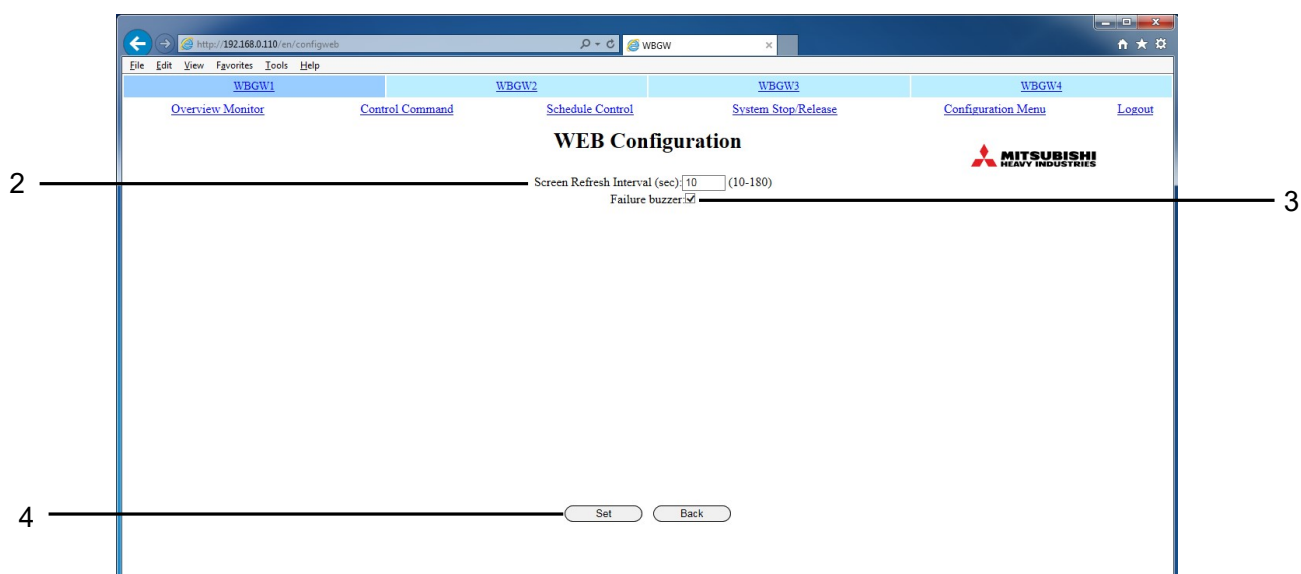 http://192.168.0.110/en/configweb WBGW
File Edit View Favorites Tools Help
WBGW1 WBGW2 WBGW3 WBGW4
Overview Monitor Control Command Schedule Control System Stop/Release Configuration Menu Logout
WEB Configuration
MITSUBISHI
HEAVY INDUSTRIES
2 Screen Refresh Interval (sec): 10 (10-180)
Failure buzzer: 3
4 Set Back